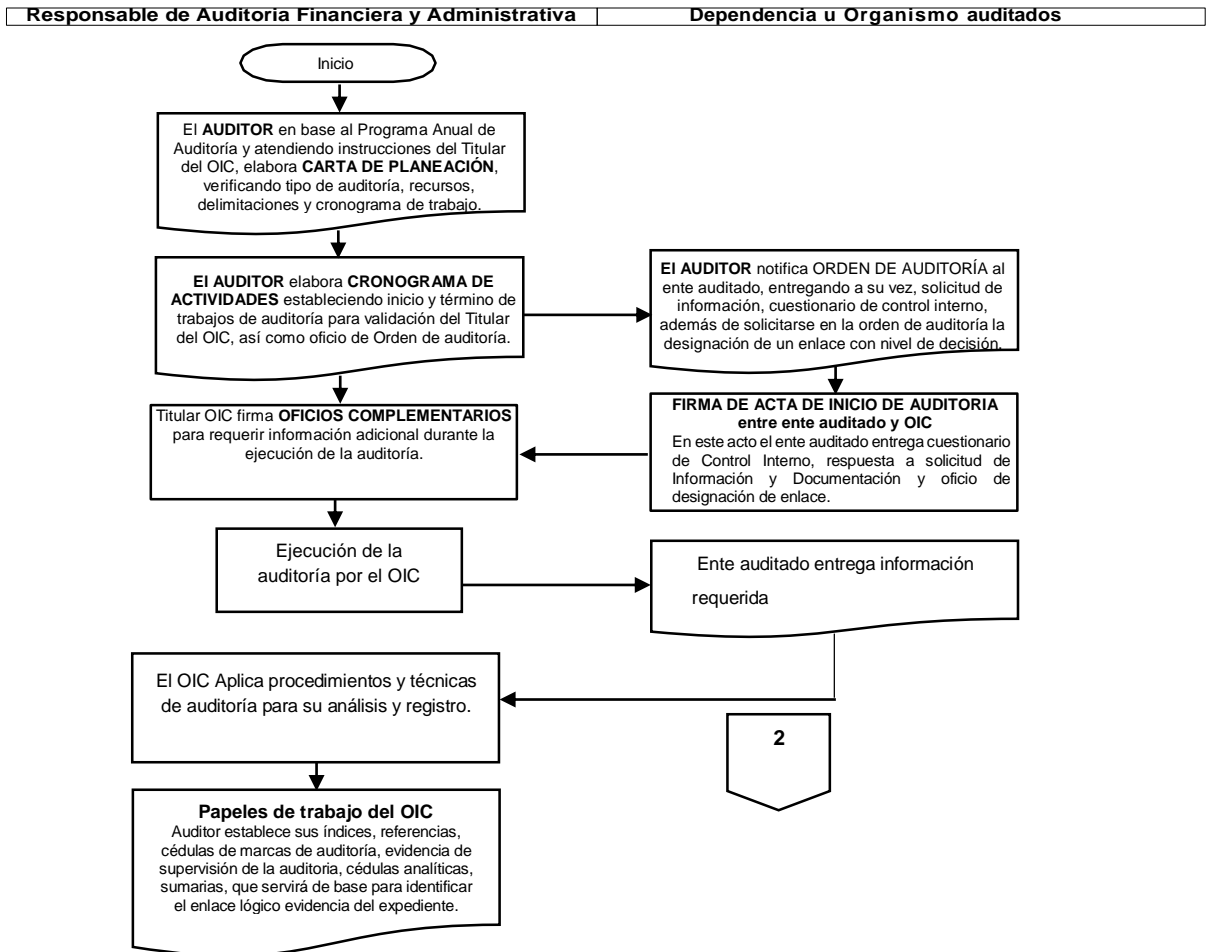 Responsable de Auditoria Financiera y Administrativa
Dependencia u Organismo auditados
Inicio
El AUDITOR en base al Programa Anual de
Auditoría y atendiendo instrucciones del Titular
del OIC, elabora CARTA DE PLANEACIÓN,
verificando tipo de auditoría, recursos,
delimitaciones y cronograma de trabajo.
El AUDITOR elabora CRONOGRAMA DE
ACTIVIDADES estableciendo inicio y término de
trabajos de auditoría para validación del Titular
del OIC, así como oficio de Orden de auditoría.
El AUDITOR notifica ORDEN DE AUDITORÍA al
ente auditado, entregando a su vez, solicitud de
información, cuestionario de control interno,
además de solicitarse en la orden de auditoría la
designación de un enlace con nivel de decisión.
Titular OIC firma OFICIOS COMPLEMENTARIOS
para requerir información adicional durante la
ejecución de la auditoría.
FIRMA DE ACTA DE INICIO DE AUDITORIA
entre ente auditado y OIC
En este acto el ente auditado entrega cuestionario
de Control Interno, respuesta a solicitud de
Información y Documentación y oficio de
designación de enlace.
Ejecución de la
auditoría por el OIC
Ente auditado entrega información
requerida
El OIC Aplica procedimientos y técnicas
de auditoría para su análisis y registro.
2
Papeles de trabajo del OIC
Auditor establece sus índices, referencias,
cédulas de marcas de auditoría, evidencia de
supervisión de la auditoria, cédulas analíticas,
sumarias, que servirá de base para identificar
el enlace lógico evidencia del expediente.